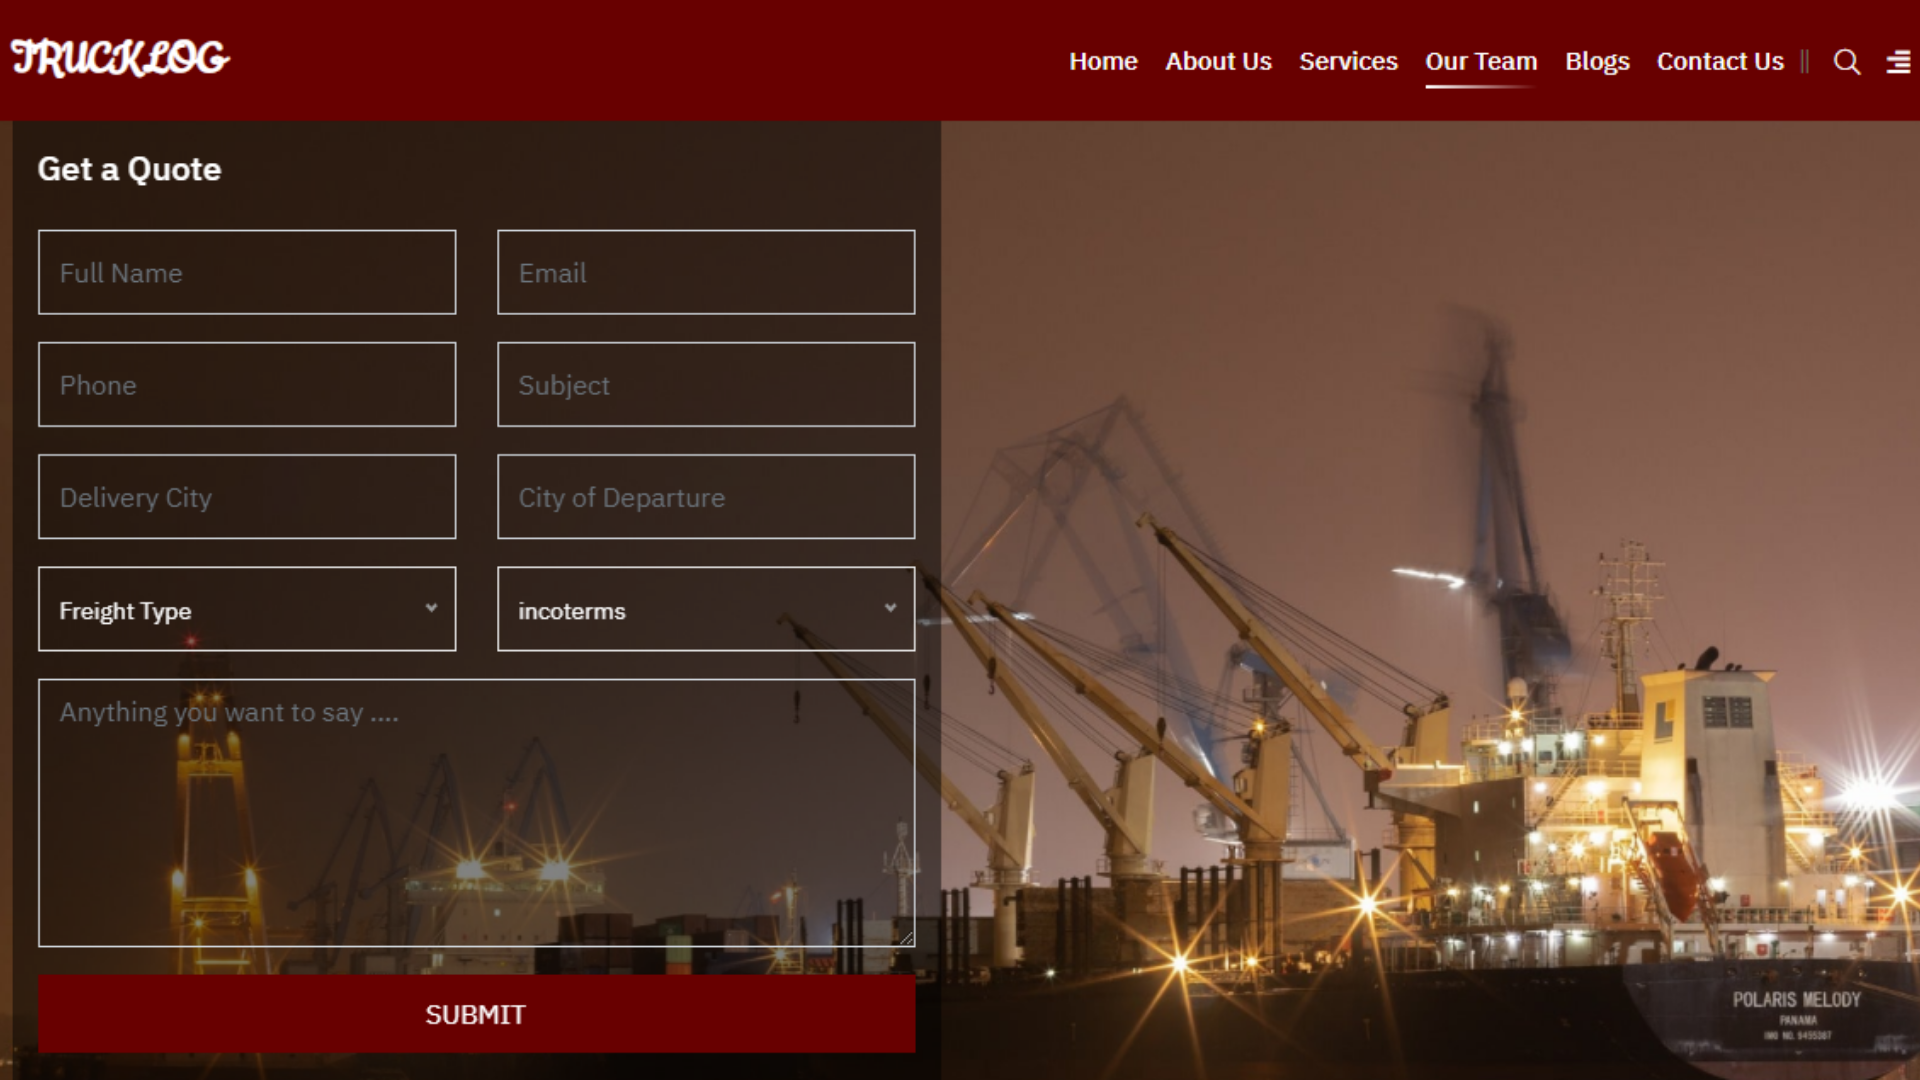 TRUCKLOG
Home About Us Services Our Team Blogs Contact Us
Get a Quote
Full Name Email
Phone Subject
Delivery City City of Departure
Freight Type incoterms
Anything you want to say ....
SUBMIT
POLARIS MELODY
PANAMA
IMO NO.